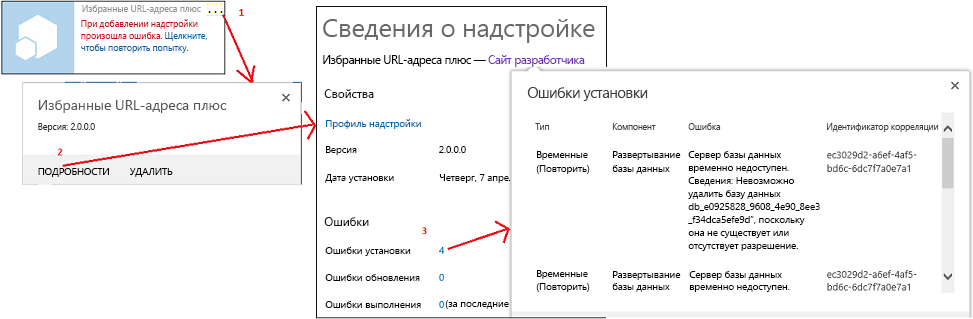 Избранные URL-адреса плюс ...
При добавлении надстройки
произошла ошибка. Щелкните,
чтобы повторить попытку.
1
Избранные URL-адреса плюс
Версия: 2.0.0.0
2
ПОДРОБНОСТИ УДАЛИТЬ
Сведения о надстройке
Избранные URL-адреса плюс — Сайт разработчика
Свойства
Профиль надстройки
Версия 2.0.0.0
Дата установки Четверг, 7 апре
Ошибки
3
Ошибки установки 4
Ошибки обновления 0
Ошибки выполнения 0 (за последние
Ошибки установки
Тип Компонент Ошибка Идентификатор корреляции
Временные Развертывание Сервер базы данных ec3029d2-a6ef-4af5-
(Повторить) базы данных временно недоступен. bd6c-6dc7f7a0e7a1
Сведения: Невозможно
удалить базу данных
db_e0925828_9608_4e90_8ee3
_f34dca5efe9d", поскольку
она не существует или
отсутствует разрешение.
Временные Развертывание Сервер базы данных ec3029d2-a6ef-4af5-
(Повторить) базы данных временно недоступен. bd6c-6dc7f7a0e7a1